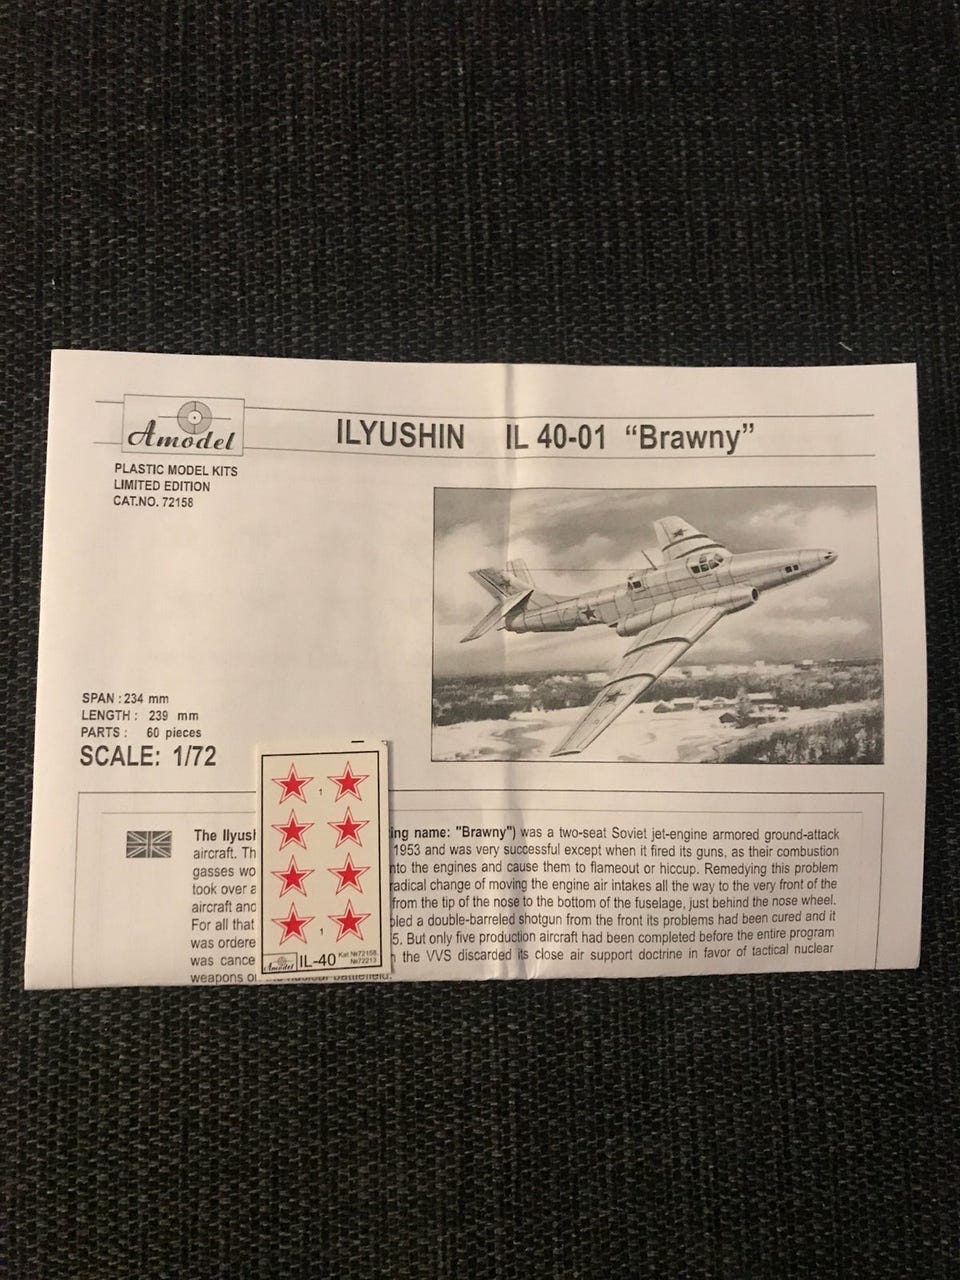 Amodel
ILYUSHIN IL 40-01 “Brawny”
PLASTIC MODEL KITS
LIMITED EDITION
CAT.NO. 72158
SPAN : 234 mm
LENGTH : 239 mm
PARTS : 60 pieces
SCALE: 1/72
The Ilyush ing name: "Brawny") was a two-seat Soviet jet-engine armored ground-attack
aircraft. Th 1953 and was very successful except when it fired its guns, as their combustion
gasses wo nto the engines and cause them to flameout or hiccup. Remedying this problem
took over a radical change of moving the engine air intakes all the way to the very front of the
aircraft and from the tip of the nose to the bottom of the fuselage, just behind the nose wheel.
For all that bled a double-barreled shotgun from the front its problems had been cured and it
was ordere 5. But only five production aircraft had been completed before the entire program
was cance the VVS discarded its close air support doctrine in favor of tactical nuclear
weapons nuclear battlefield.
1
1
Amodel IL-40 Kat №72158
№72213